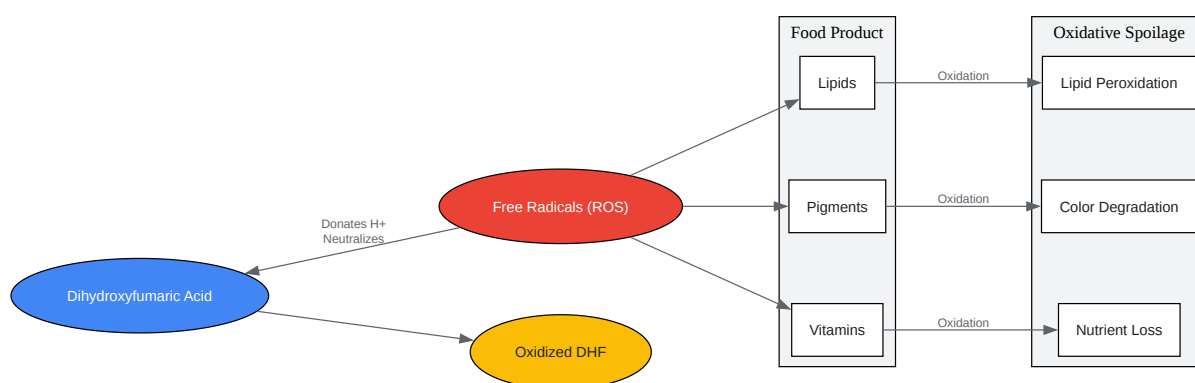 Food Product
Oxidative Spoilage
Lipids
Oxidation
Lipid Peroxidation
Free Radicals (ROS)
Pigments
Oxidation
Color Degradation
Donates H+
Neutralizes
Dihydroxyfumaric Acid
Vitamins
Oxidation
Nutrient Loss
Oxidized DHF